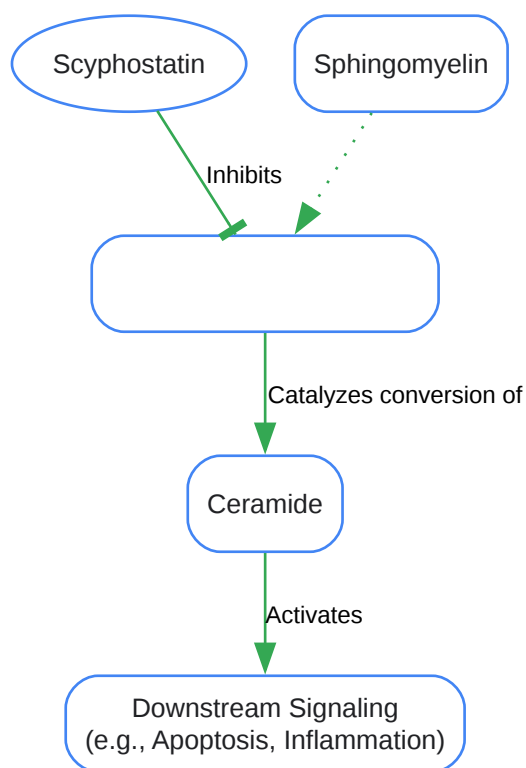 Scyphostatin
Sphingomyelin
Inhibits
Catalyzes conversion of
Ceramide
Activates
Downstream Signaling
(e.g., Apoptosis, Inflammation)